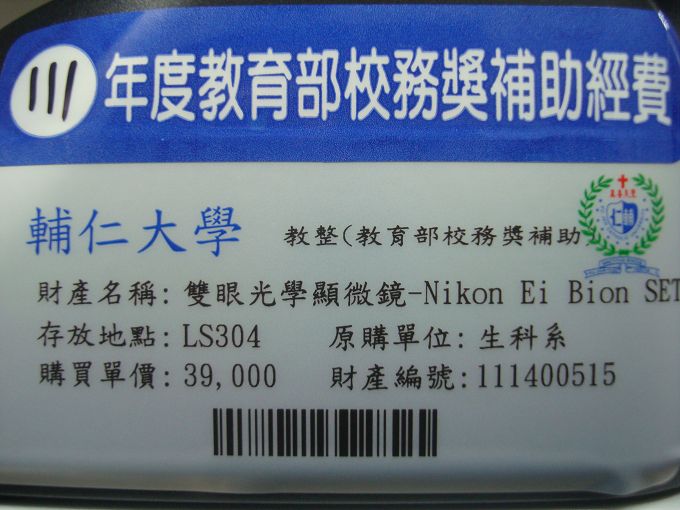 111 年度教育部校務獎補助經費
輔仁大學 教整(教育部校務獎補助
財產名稱: 雙眼光學顯微鏡-Nikon Ei Bion SET
存放地點: LS304 原購單位: 生科系
購買單價: 39,000 財產編號: 111400515